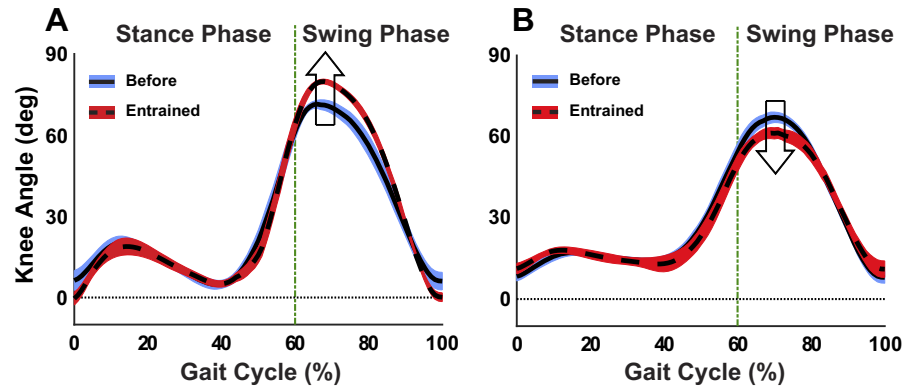 A
Stance Phase
Swing Phase
Before
Entrained
Knee Angle (deg)
90
60
30
0
0
20
40
60
80
100
Gait Cycle (%)
B
Stance Phase
Swing Phase
Before
Entrained
90
60
30
0
0
20
40
60
80
100
Gait Cycle (%)